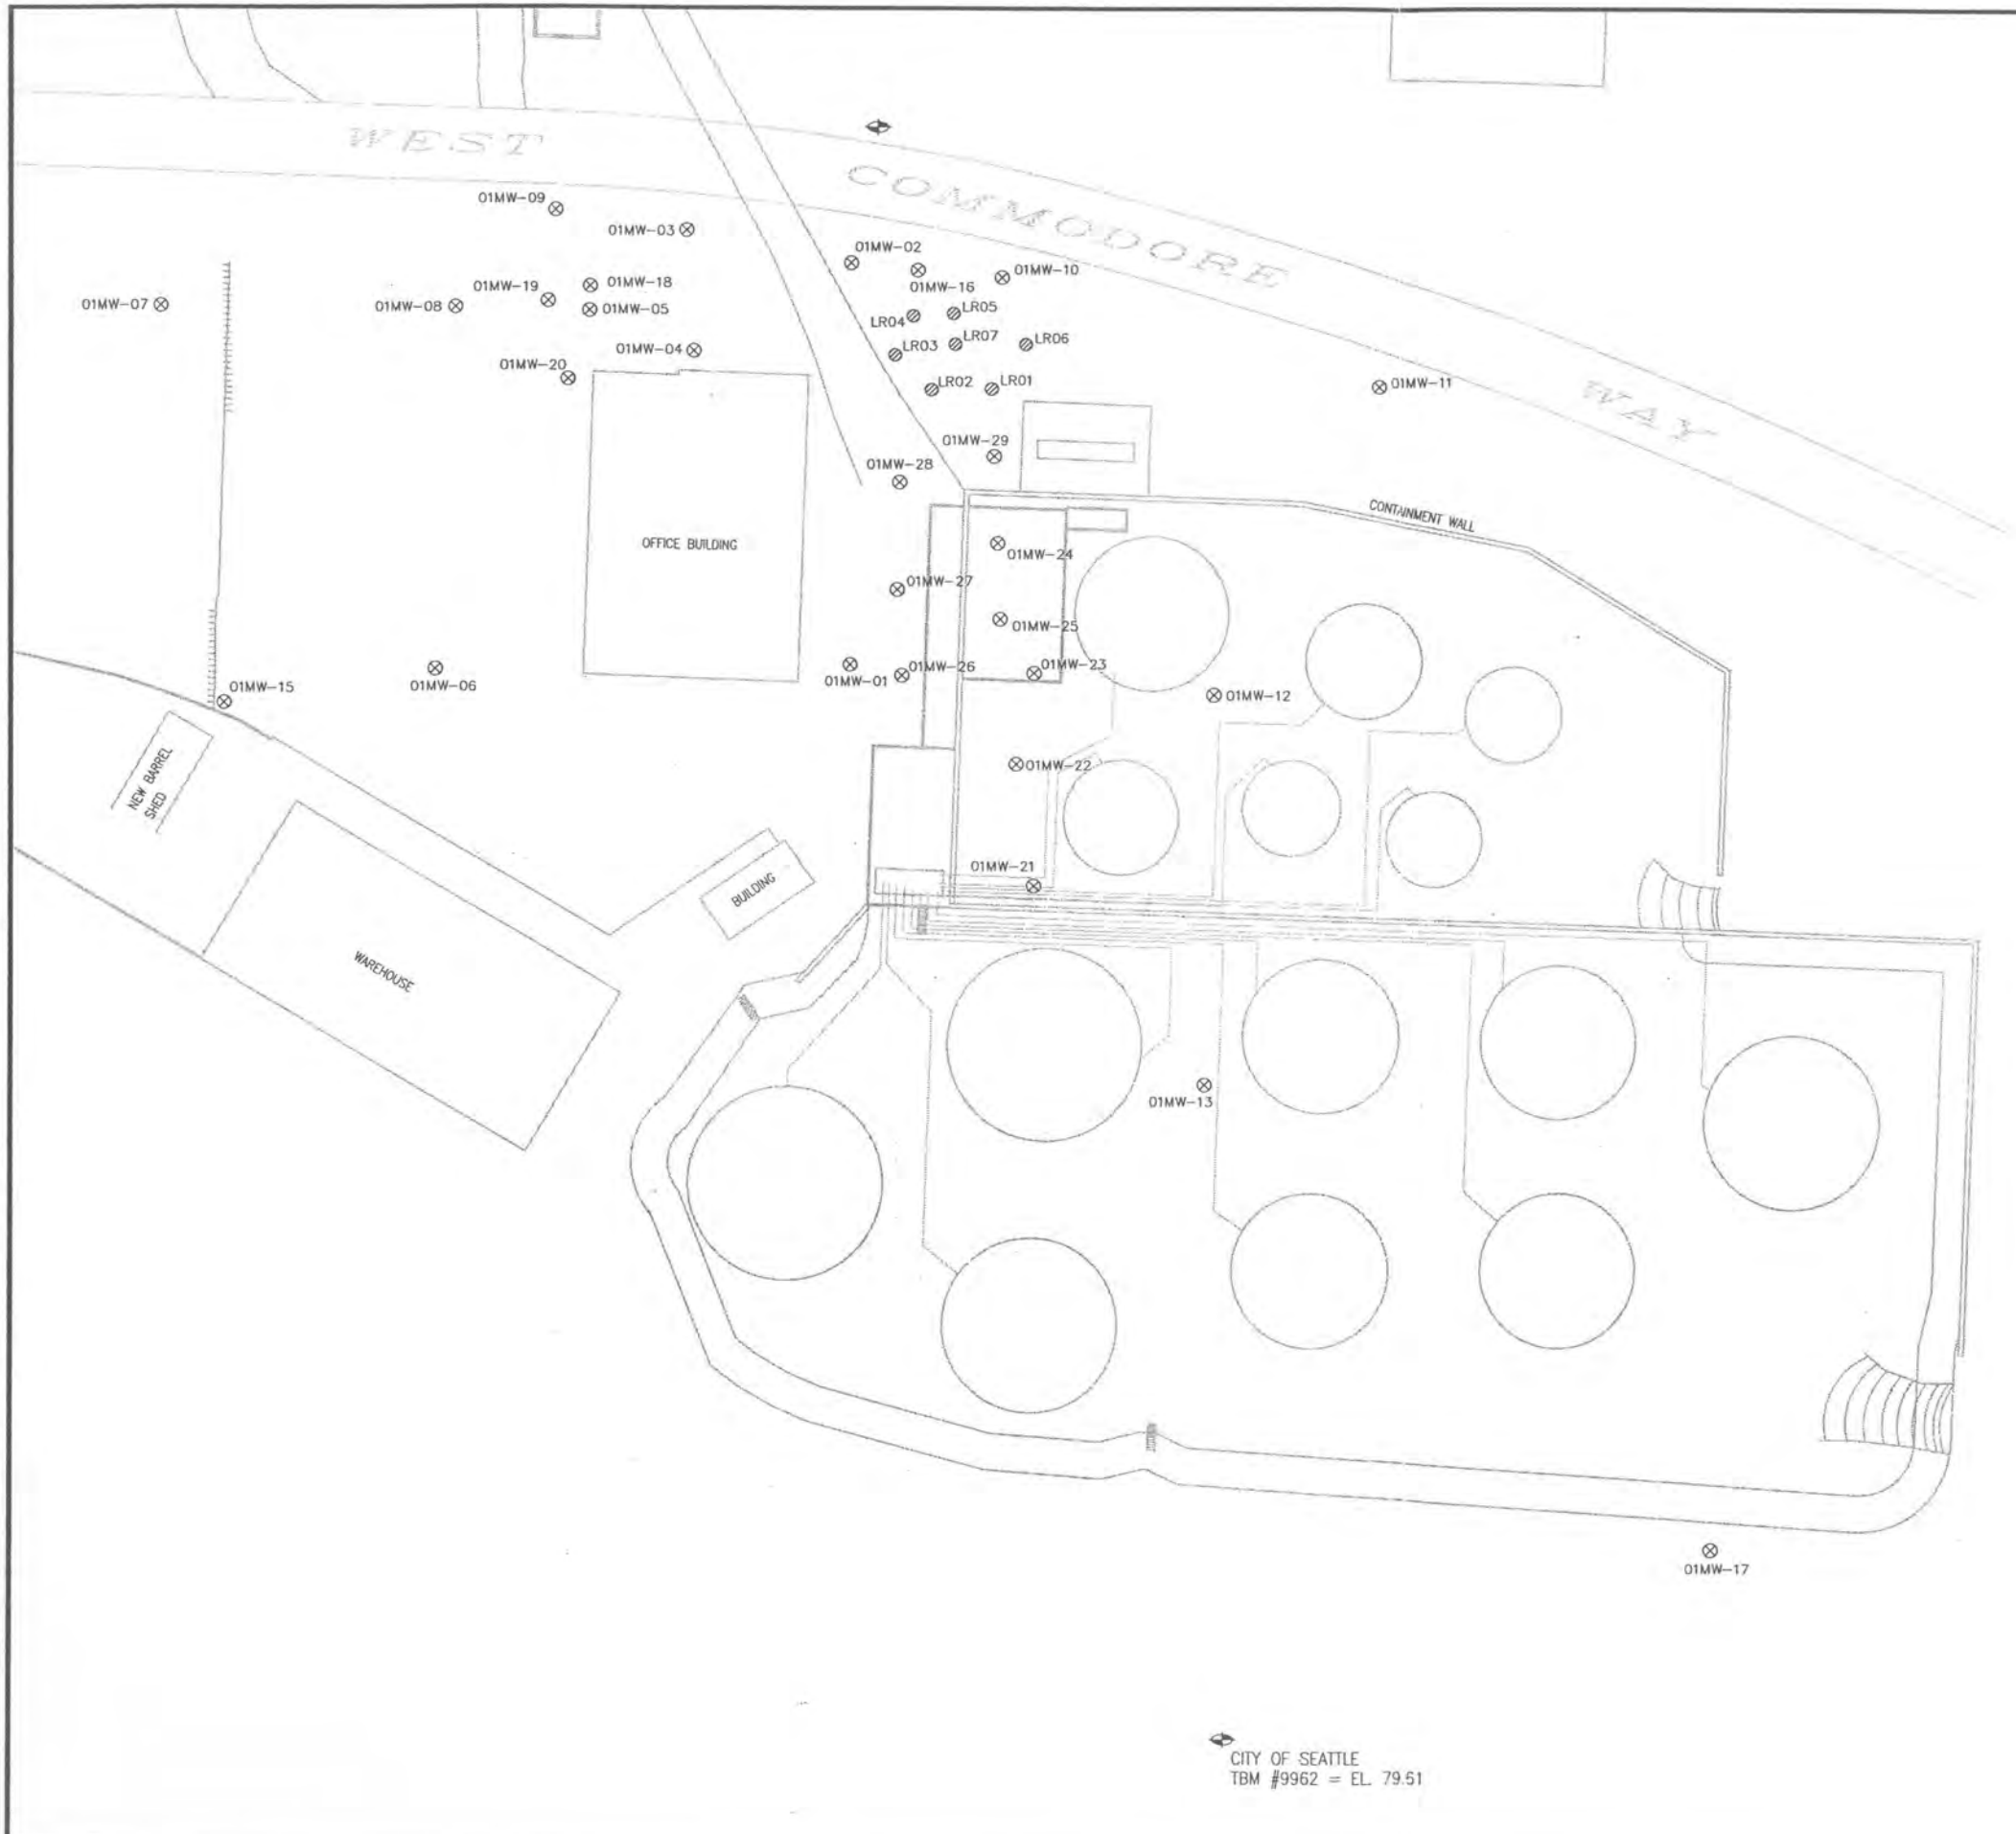 WEST
COMMODORE
WAY
01MW-09
01MW-03
01MW-02
01MW-10
01MW-16
01MW-07
01MW-08
01MW-19
01MW-18
01MW-05
LR04
LR05
LR03
LR07
LR06
01MW-04
01MW-20
LR02
LR01
01MW-11
01MW-29
01MW-28
CONTAINMENT WALL
OFFICE BUILDING
01MW-24
01MW-27
01MW-25
01MW-15
01MW-06
01MW-01
01MW-26
01MW-23
01MW-12
NEW BARREL
SHED
01MW-22
01MW-21
BUILDING
WAREHOUSE
01MW-13
01MW-17
CITY OF SEATTLE
TBM #9962 = EL. 79.51